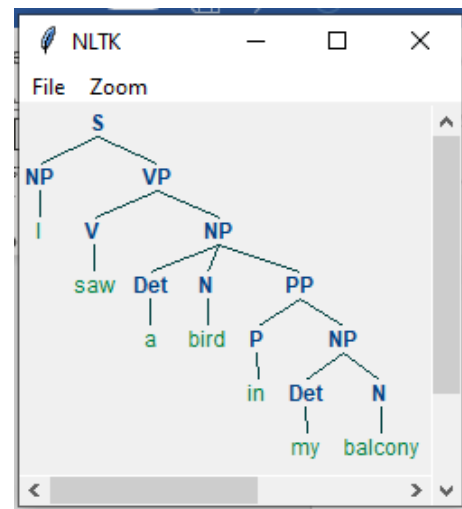 NLTK
File Zoom
S
NP VP
I V NP
saw Det N PP
a bird P NP
in Det N
my balcony